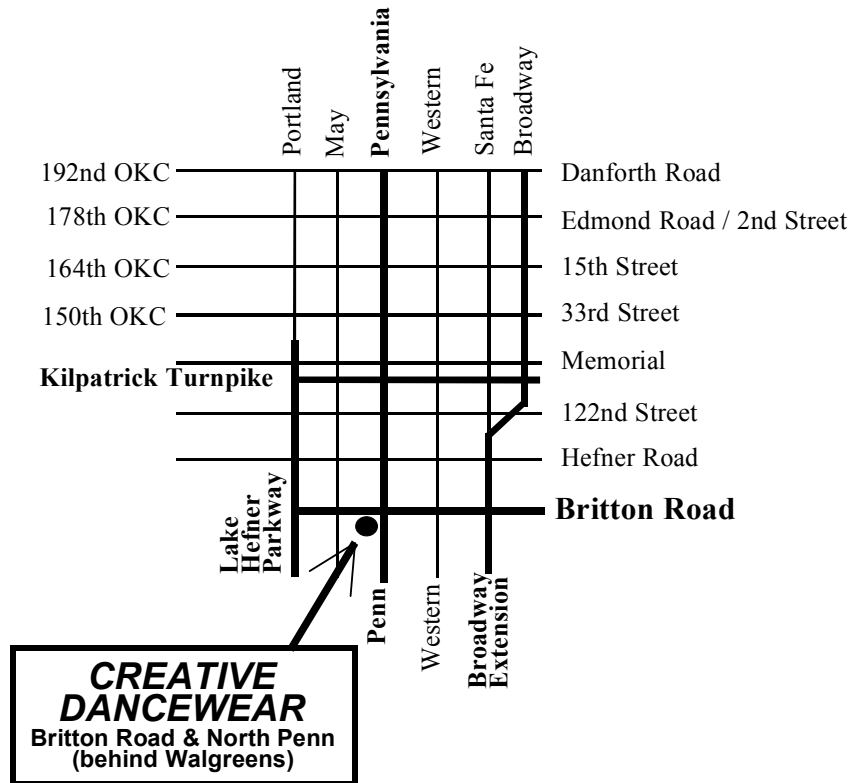 Portland
May
Pennsylvania
Western
Santa Fe
Broadway
192nd OKC
Danforth Road
178th OKC
Edmond Road / 2nd Street
164th OKC
15th Street
150th OKC
33rd Street
Memorial
Kilpatrick Turnpike
122nd Street
Hefner Road
Britton Road
Lake
Hefner
Parkway
Penn
Western
Broadway
Extension
CREATIVE
DANCEWEAR
Britton Road & North Penn
(behind Walgreens)